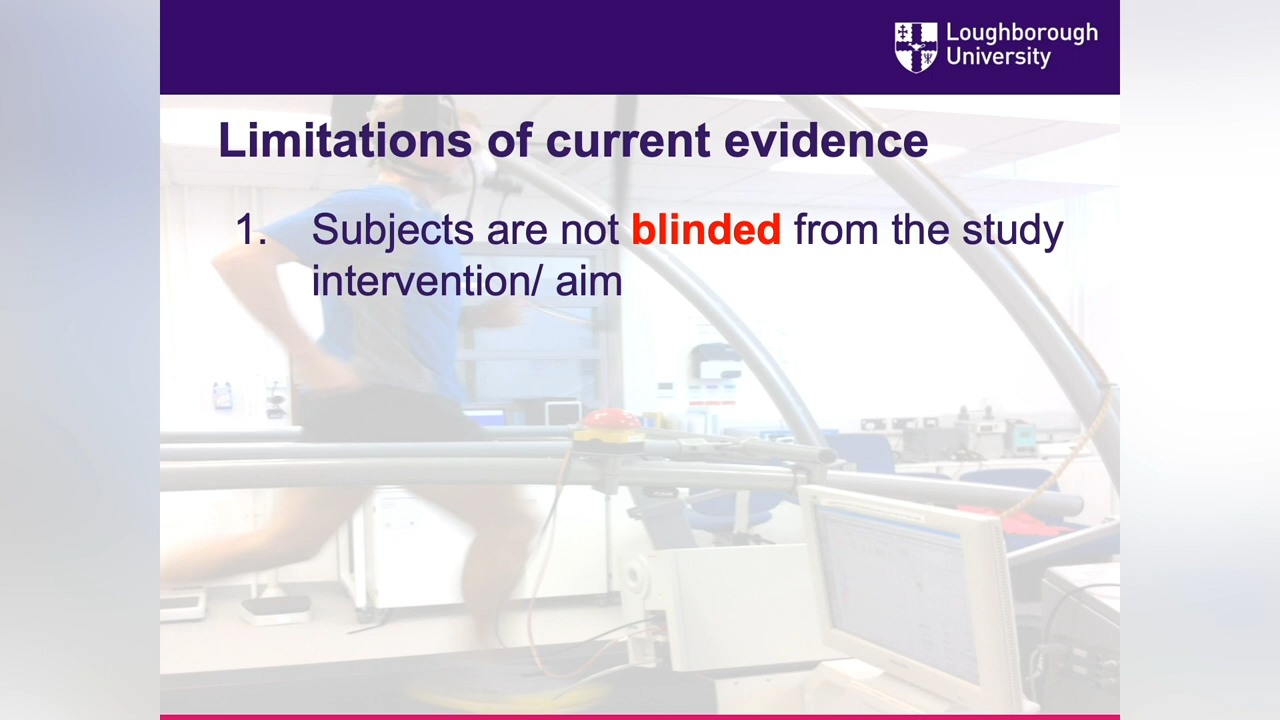 Loughborough
University
Limitations of current evidence
1. Subjects are not blinded from the study
intervention/ aim